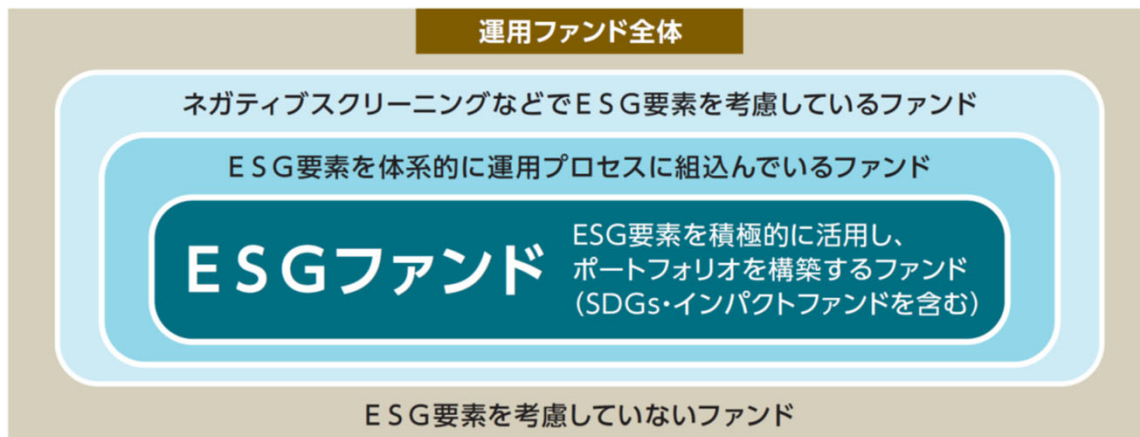 運用ファンド全体
ネガティブスクリーニングなどでESG要素を考慮しているファンド
ESG要素を体系的に運用プロセスに組込んでいるファンド
ESGファンド
ESG要素を積極的に活用し、
ポートフォリオを構築するファンド
(SDGs・インパクトファンドを含む)
ESG要素を考慮していないファンド